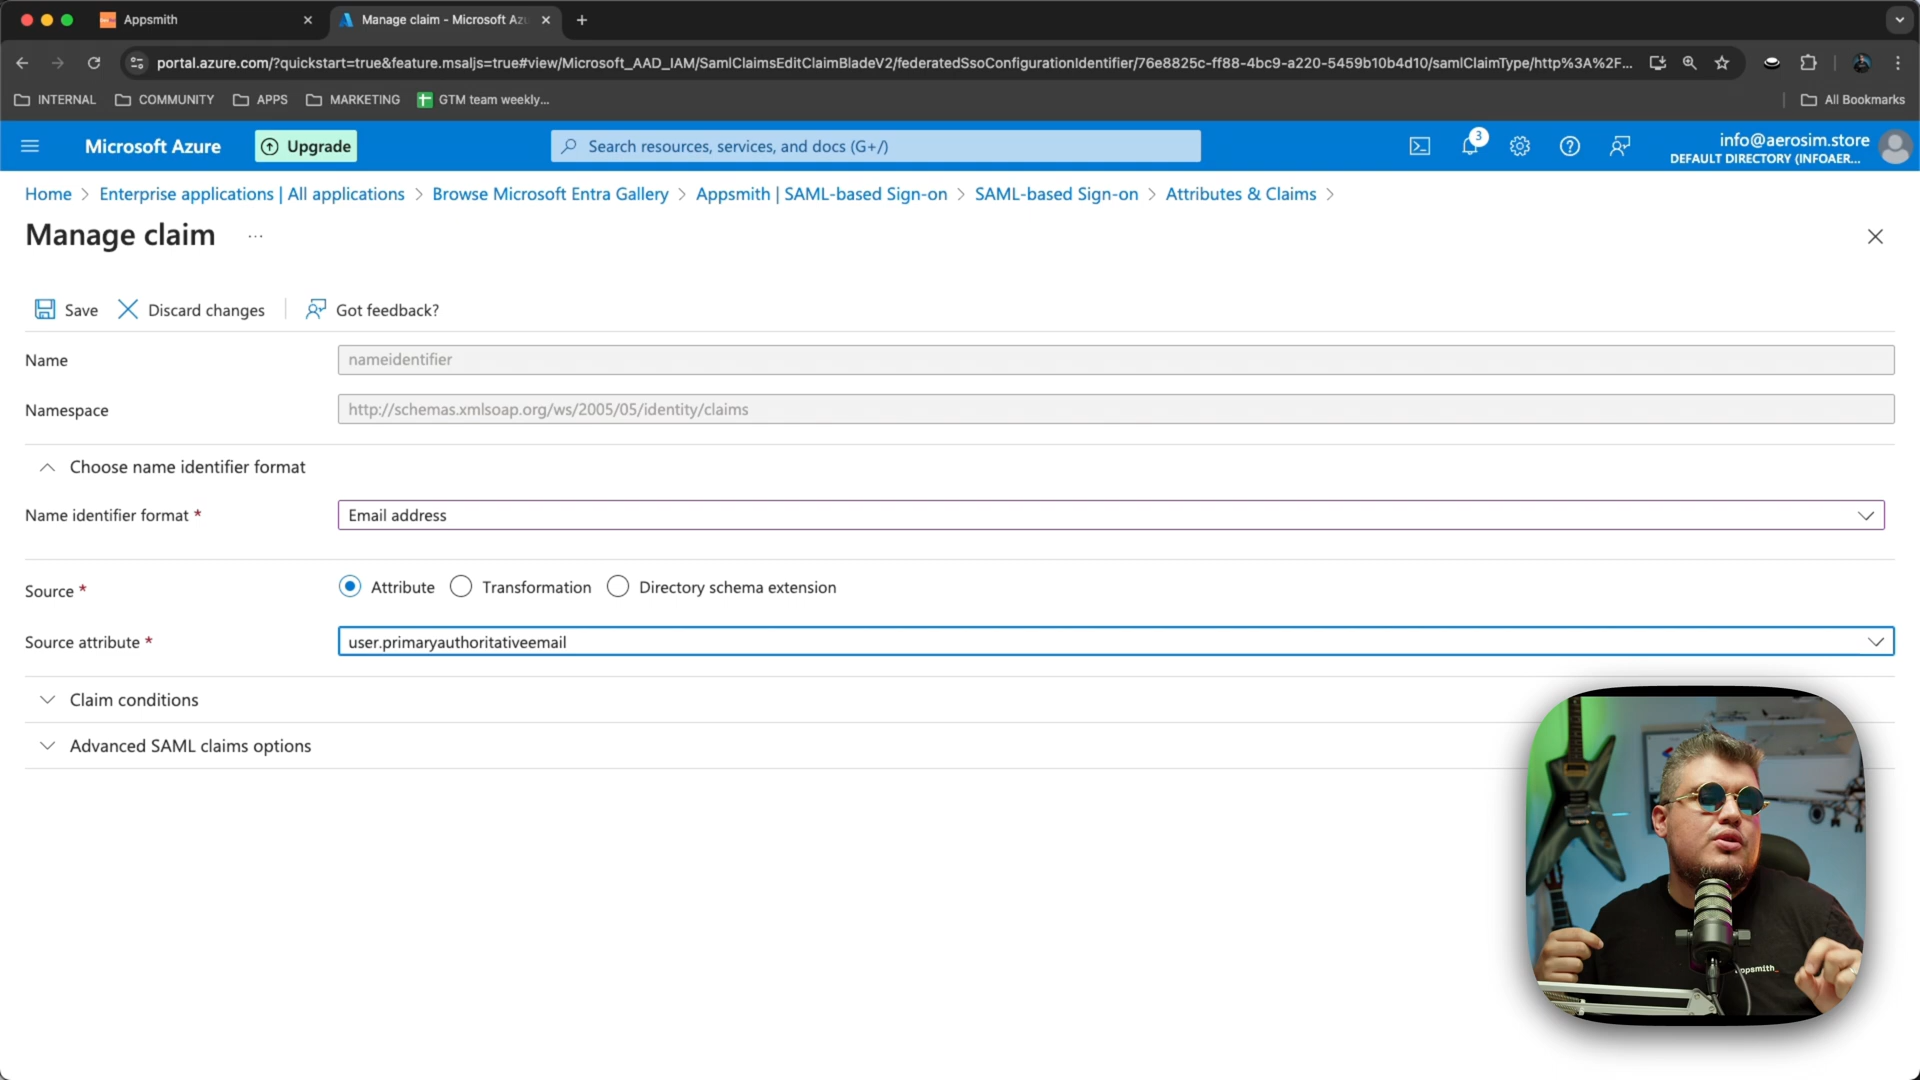 Appsmith
Manage claim - Microsoft Az
portal.azure.com/?quickstart=true&feature.msaljs=true#view/Microsoft_AAD_IAM/SamlClaimsEditClaimBladeV2/federatedSsoConfigurationIdentifier/76e8825c-ff88-4bc9-a220-5459b10b4d10/samlClaimType/http%3A%2F...
INTERNAL COMMUNITY APPS MARKETING GTM team weekly... All Bookmarks
Microsoft Azure Upgrade Search resources, services, and docs (G+/) 3 info@aerosim.store
DEFAULT DIRECTORY (INFOAER...
Home > Enterprise applications | All applications > Browse Microsoft Entra Gallery > Appsmith | SAML-based Sign-on > SAML-based Sign-on > Attributes & Claims >
Manage claim ...
Save Discard changes Got feedback?
Name nameidentifier
Namespace http://schemas.xmlsoap.org/ws/2005/05/identity/claims
Choose name identifier format
Name identifier format * Email address
Source * Attribute Transformation Directory schema extension
Source attribute * user.primaryauthoritativeemail
Claim conditions
Advanced SAML claims options
appsmith_